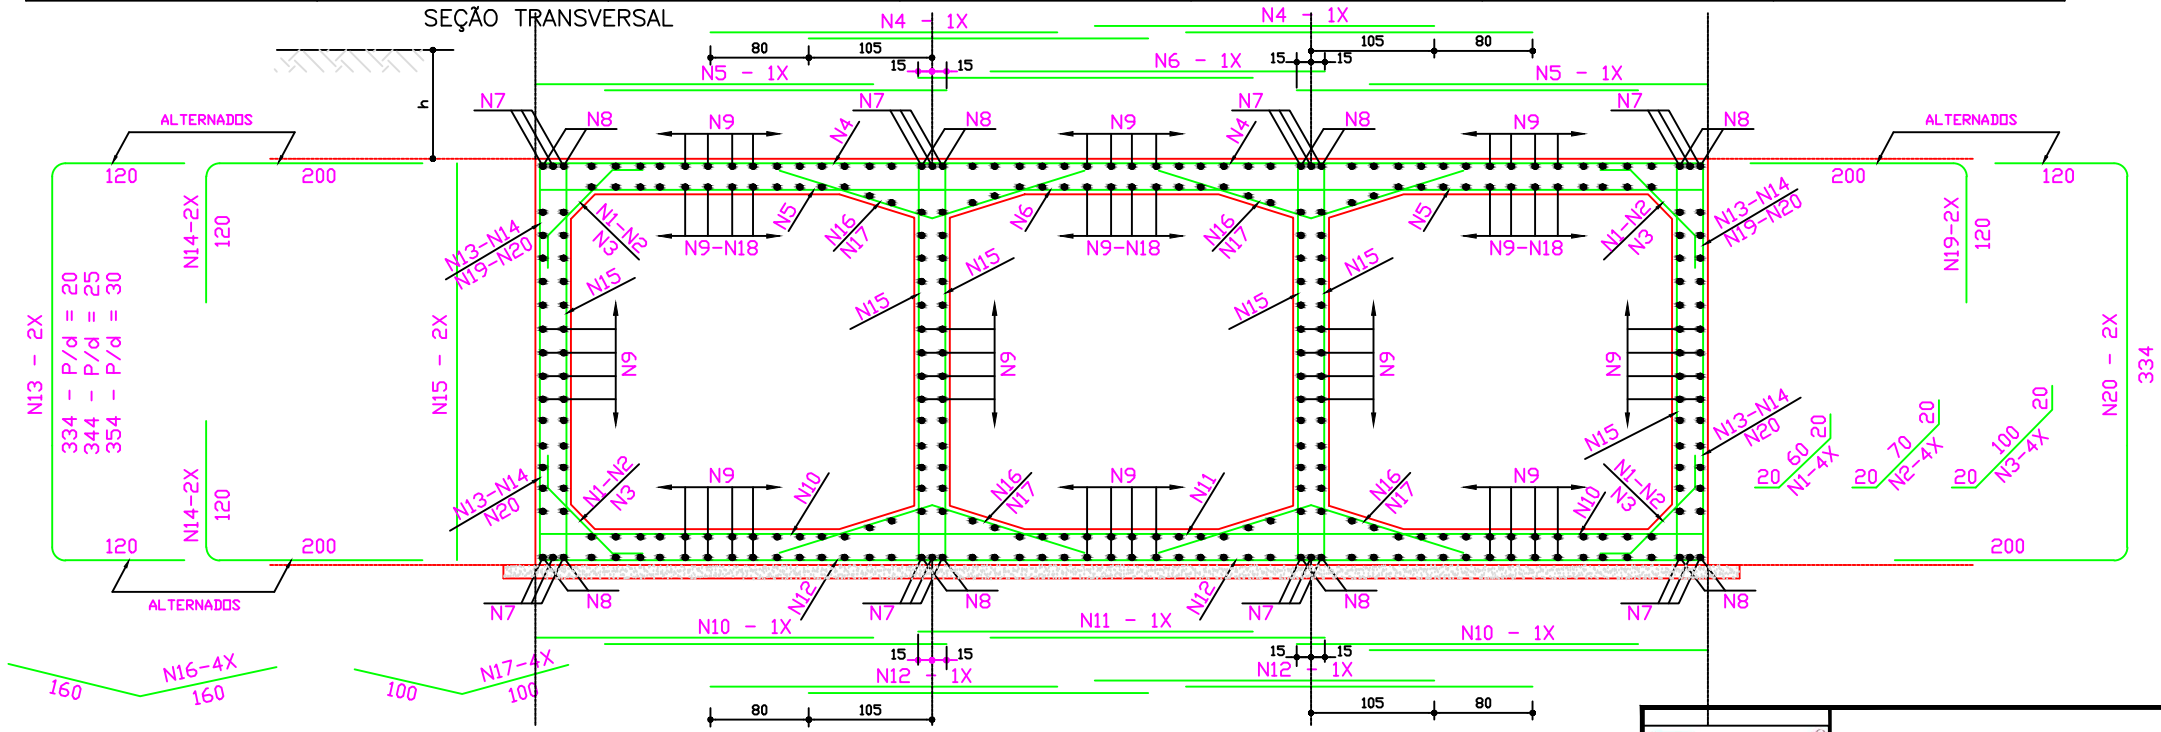 SEÇÃO TRANSVERSAL
N4 - 1X
N4 - 1X
80
105
105
80
15
15
15
15
N5 - 1X
N6 - 1X
N5 - 1X
h
N7
N8
N7
N8
N7
N8
N7
N8
ALTERNADOS
ALTERNADOS
N9
N4
N9
N4
N9
120
200
200
120
N13 - 2X
334 - P/d = 20
344 - P/d = 25
354 - P/d = 30
N14-2X
120
N15 - 2X
N13-N14
N19-N20
N1-N2
N3
N9-N18
N5
N16
N17
N6
N9-N18
N16
N17
N5
N9-N18
N1-N2
N3
N13-N14
N19-N20
N19-2X
120
N15
N15
N15
N15
N15
N9
N9
N9
N9
N20 - 2X
334
N15
N13-N14
N20
20
60
20
N1-4X
20
70
20
N2-4X
20
100
20
N3-4X
N14-2X
120
N13-N14
N20
N1-N2
N3
N9
N10
N16
N17
N9
N11
N16
N17
N9
N10
N1-N2
N3
120
200
200
ALTERNADOS
N7
N8
N12
N7
N8
N12
N7
N8
N7
N8
N10 - 1X
N11 - 1X
N10 - 1X
15
15
15
15
N12 - 1X
N12 - 1X
80
105
105
80
N16-4X
160
160
N17-4X
100
100